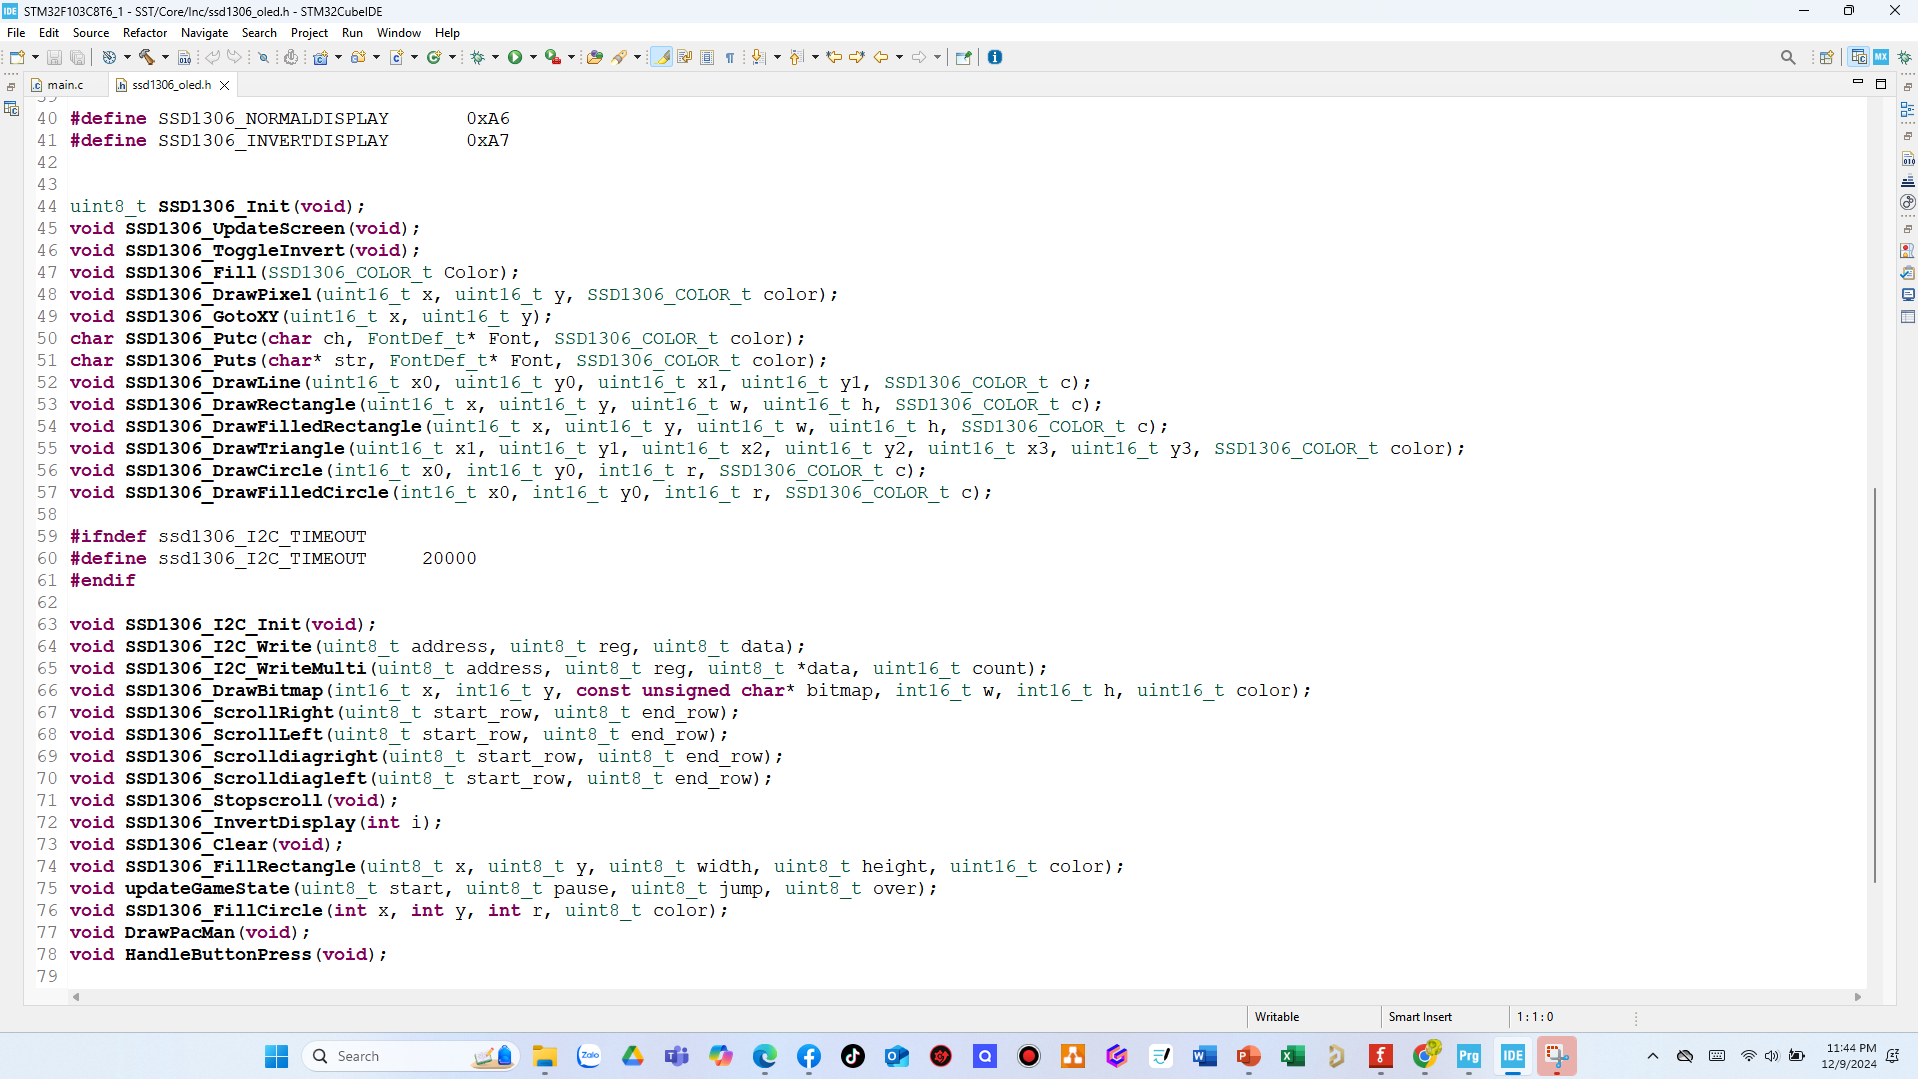 IDE STM32F103C8T6_1 - SST/Core/Inc/ssd1306_oled.h - STM32CubeIDE
File Edit Source Refactor Navigate Search Project Run Window Help
main.c ssd1306_oled.h
39
40 #define SSD1306_NORMALDISPLAY 0xA6
41 #define SSD1306_INVERTDISPLAY 0xA7
42
43
44 uint8_t SSD1306_Init(void);
45 void SSD1306_UpdateScreen(void);
46 void SSD1306_ToggleInvert(void);
47 void SSD1306_Fill(SSD1306_COLOR_t Color);
48 void SSD1306_DrawPixel(uint16_t x, uint16_t y, SSD1306_COLOR_t color);
49 void SSD1306_GotoXY(uint16_t x, uint16_t y);
50 char SSD1306_Putc(char ch, FontDef_t* Font, SSD1306_COLOR_t color);
51 char SSD1306_Puts(char* str, FontDef_t* Font, SSD1306_COLOR_t color);
52 void SSD1306_DrawLine(uint16_t x0, uint16_t y0, uint16_t x1, uint16_t y1, SSD1306_COLOR_t c);
53 void SSD1306_DrawRectangle(uint16_t x, uint16_t y, uint16_t w, uint16_t h, SSD1306_COLOR_t c);
54 void SSD1306_DrawFilledRectangle(uint16_t x, uint16_t y, uint16_t w, uint16_t h, SSD1306_COLOR_t c);
55 void SSD1306_DrawTriangle(uint16_t x1, uint16_t y1, uint16_t x2, uint16_t y2, uint16_t x3, uint16_t y3, SSD1306_COLOR_t color);
56 void SSD1306_DrawCircle(int16_t x0, int16_t y0, int16_t r, SSD1306_COLOR_t c);
57 void SSD1306_DrawFilledCircle(int16_t x0, int16_t y0, int16_t r, SSD1306_COLOR_t c);
58
59 #ifndef ssd1306_I2C_TIMEOUT
60 #define ssd1306_I2C_TIMEOUT 20000
61 #endif
62
63 void SSD1306_I2C_Init(void);
64 void SSD1306_I2C_Write(uint8_t address, uint8_t reg, uint8_t data);
65 void SSD1306_I2C_WriteMulti(uint8_t address, uint8_t reg, uint8_t *data, uint16_t count);
66 void SSD1306_DrawBitmap(int16_t x, int16_t y, const unsigned char* bitmap, int16_t w, int16_t h, uint16_t color);
67 void SSD1306_ScrollRight(uint8_t start_row, uint8_t end_row);
68 void SSD1306_ScrollLeft(uint8_t start_row, uint8_t end_row);
69 void SSD1306_Scrolldiagright(uint8_t start_row, uint8_t end_row);
70 void SSD1306_Scrolldiagleft(uint8_t start_row, uint8_t end_row);
71 void SSD1306_Stopscroll(void);
72 void SSD1306_InvertDisplay(int i);
73 void SSD1306_Clear(void);
74 void SSD1306_FillRectangle(uint8_t x, uint8_t y, uint8_t width, uint8_t height, uint16_t color);
75 void updateGameState(uint8_t start, uint8_t pause, uint8_t jump, uint8_t over);
76 void SSD1306_FillCircle(int x, int y, int r, uint8_t color);
77 void DrawPacMan(void);
78 void HandleButtonPress(void);
79
Writable Smart Insert 1 : 1 : 0
Search Zalo Prg IDE
11:44 PM
12/9/2024